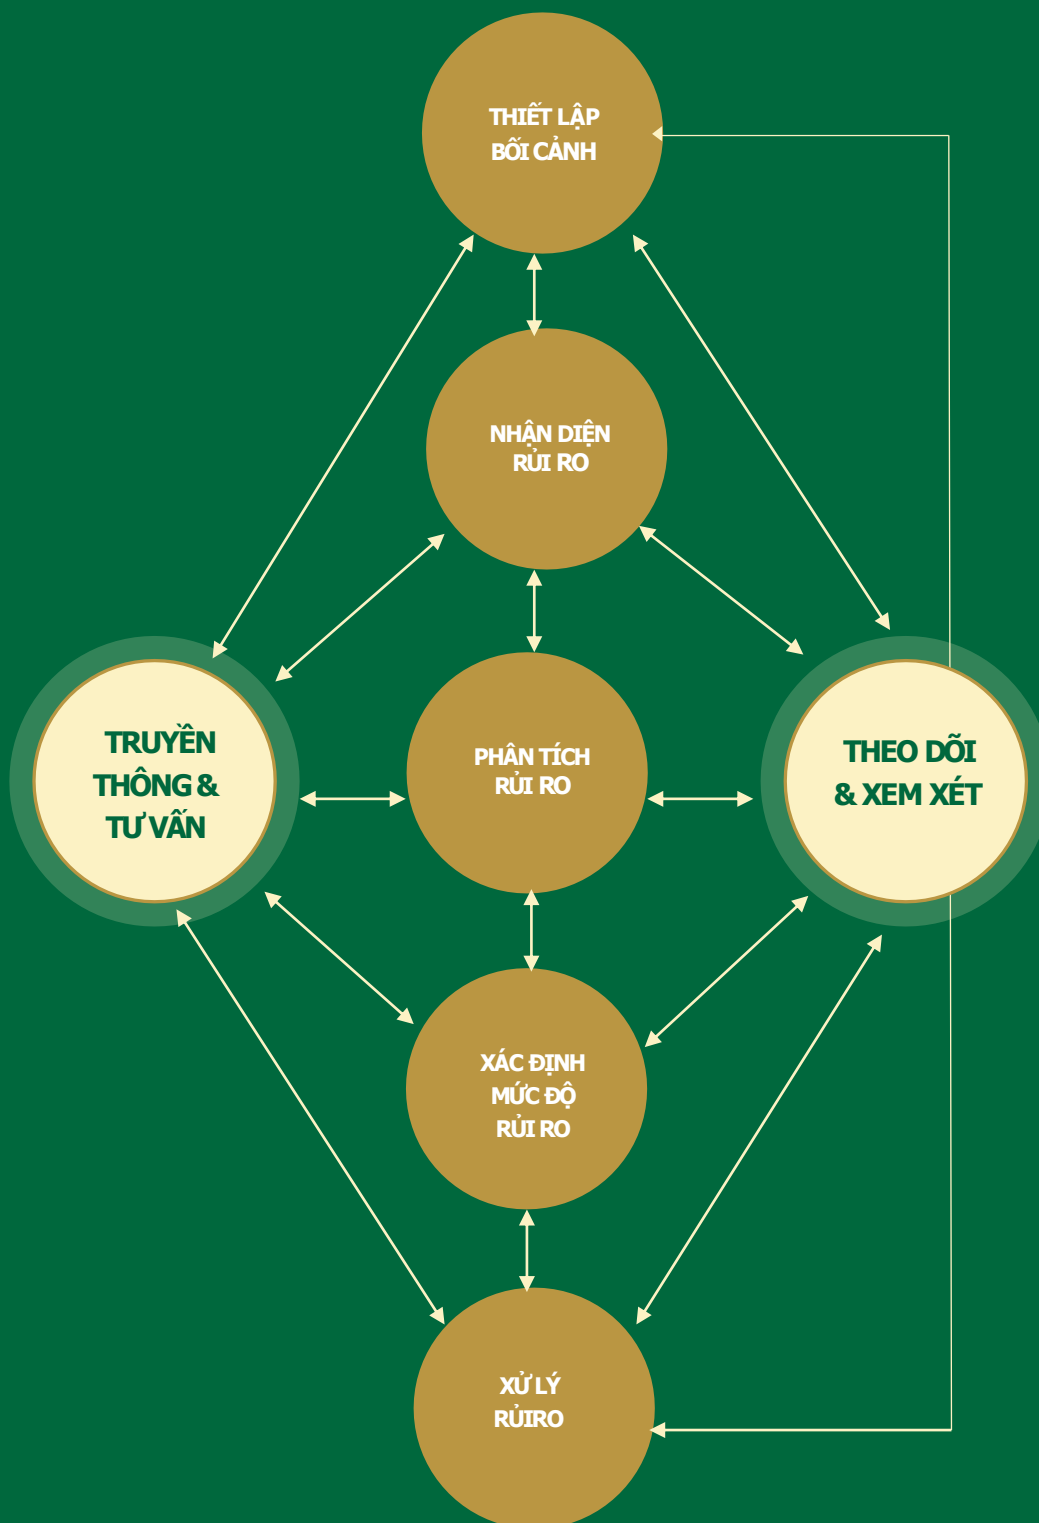 THIẾT LẬP
BỐI CẢNH
NHẬN DIỆN
RỦI RO
TRUYỀN
THÔNG &
TƯ VẤN
PHÂN TÍCH
RỦI RO
THEO DÕI
& XEM XÉT
XÁC ĐỊNH
MỨC ĐỘ
RỦI RO
XỬ LÝ
RỦIRO